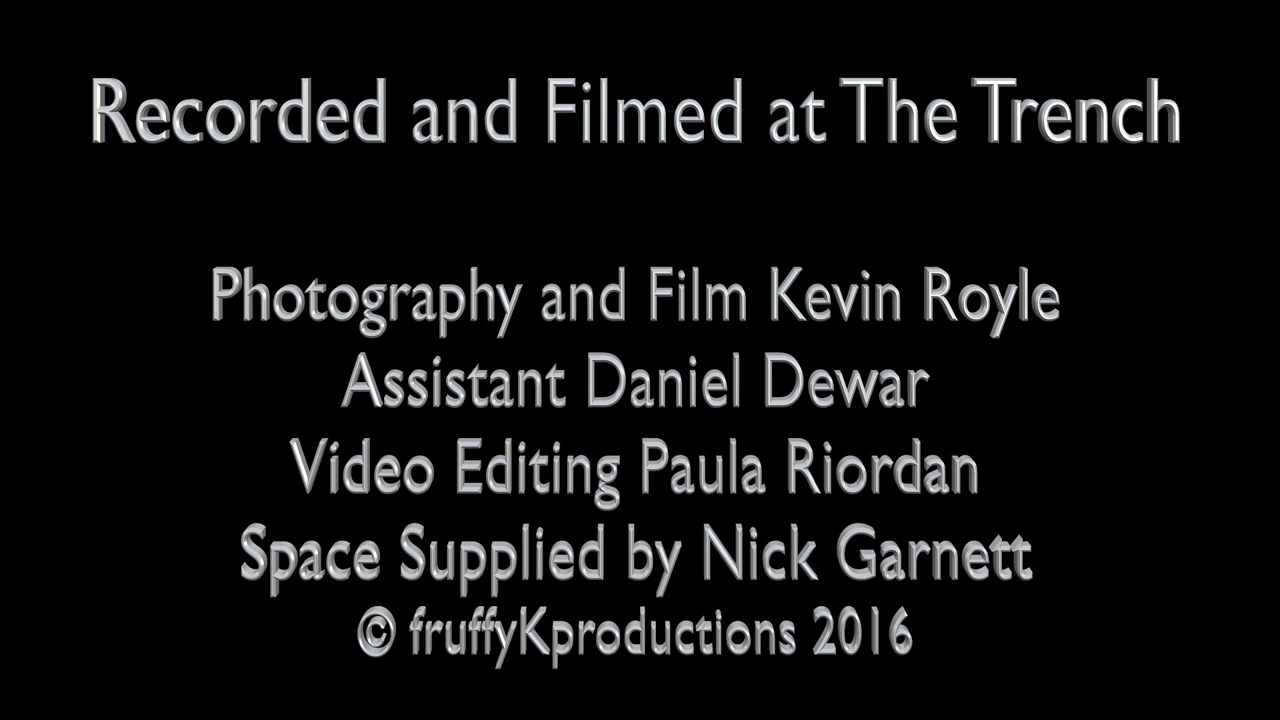 Recorded and Filmed at The Trench
Photography and Film Kevin Royle
Assistant Daniel Dewar
Video Editing Paula Riordan
Space Supplied by Nick Garnett
© fruffyKproductions 2016